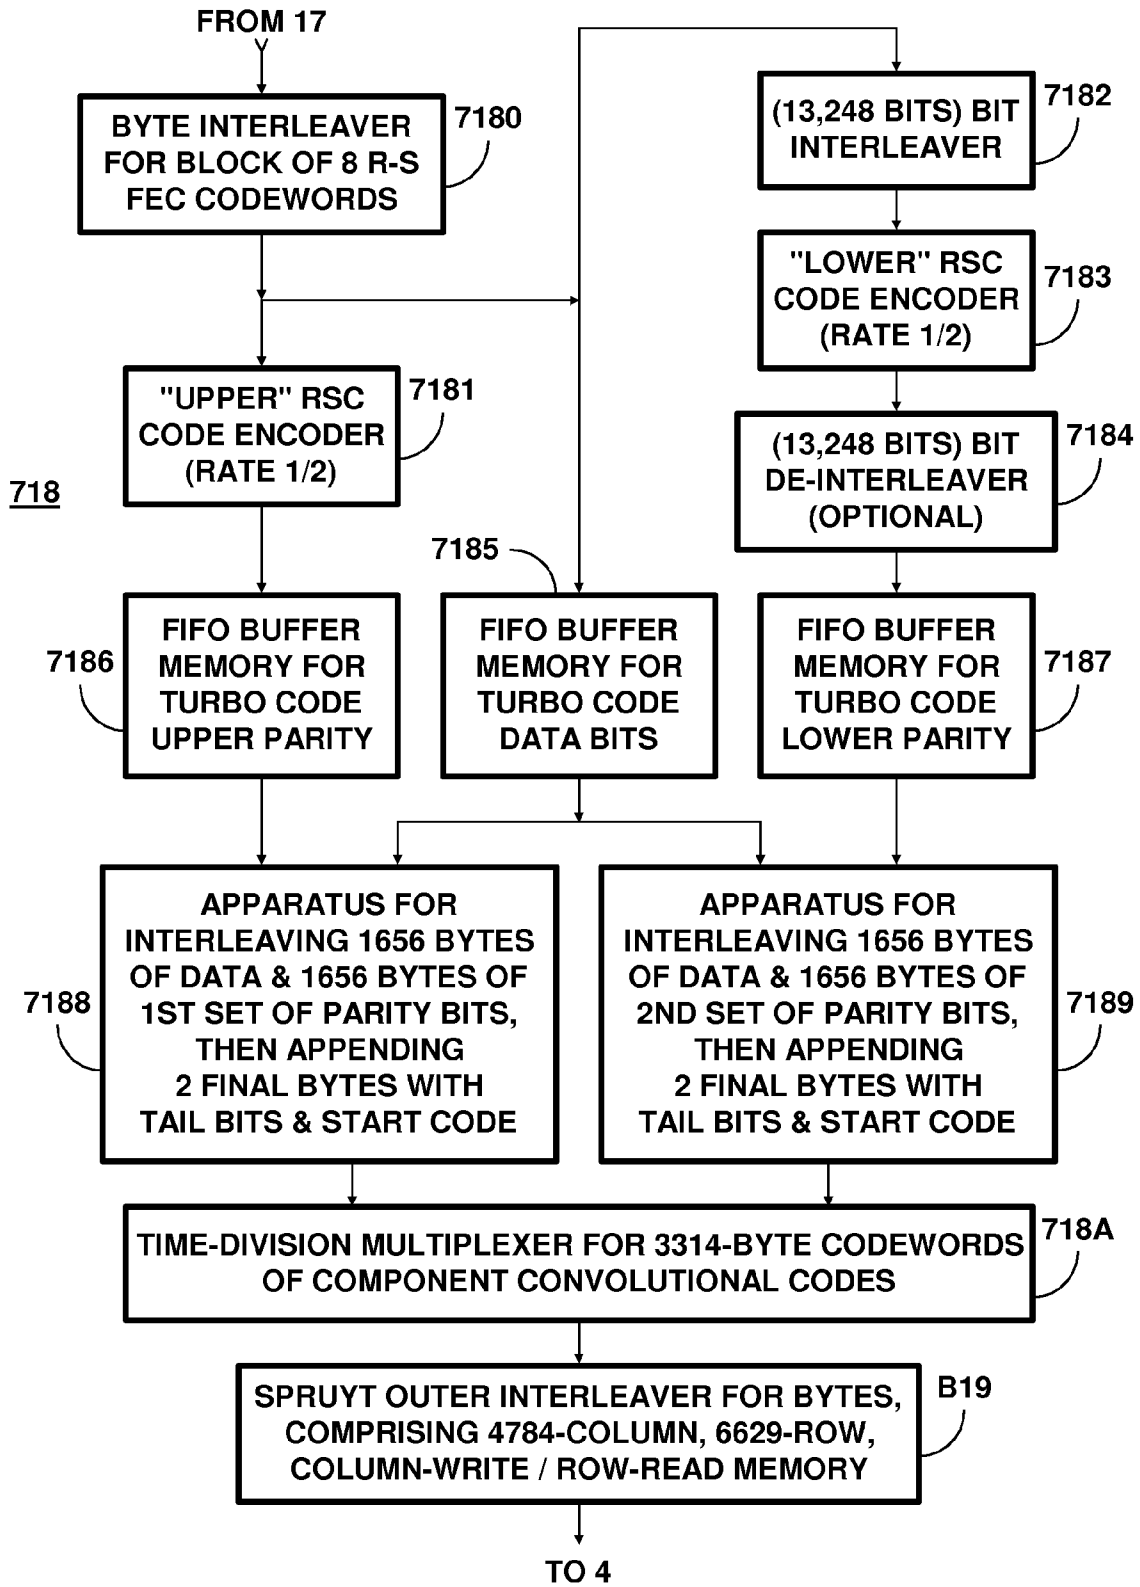 FROM 17
BYTE INTERLEAVER
FOR BLOCK OF 8 R-S
FEC CODEWORDS
7180
(13,248 BITS) BIT
INTERLEAVER
7182
"LOWER" RSC
CODE ENCODER
(RATE 1/2)
7183
"UPPER" RSC
CODE ENCODER
(RATE 1/2)
7181
(13,248 BITS) BIT
DE-INTERLEAVER
(OPTIONAL)
7184
718
7185
7186
FIFO BUFFER
MEMORY FOR
TURBO CODE
UPPER PARITY
FIFO BUFFER
MEMORY FOR
TURBO CODE
DATA BITS
FIFO BUFFER
MEMORY FOR
TURBO CODE
LOWER PARITY
7187
7188
APPARATUS FOR
INTERLEAVING 1656 BYTES
OF DATA & 1656 BYTES OF
1ST SET OF PARITY BITS,
THEN APPENDING
2 FINAL BYTES WITH
TAIL BITS & START CODE
APPARATUS FOR
INTERLEAVING 1656 BYTES
OF DATA & 1656 BYTES OF
2ND SET OF PARITY BITS,
THEN APPENDING
2 FINAL BYTES WITH
TAIL BITS & START CODE
7189
TIME-DIVISION MULTIPLEXER FOR 3314-BYTE CODEWORDS
OF COMPONENT CONVOLUTIONAL CODES
718A
SPRUYT OUTER INTERLEAVER FOR BYTES,
COMPRISING 4784-COLUMN, 6629-ROW,
COLUMN-WRITE / ROW-READ MEMORY
B19
TO 4